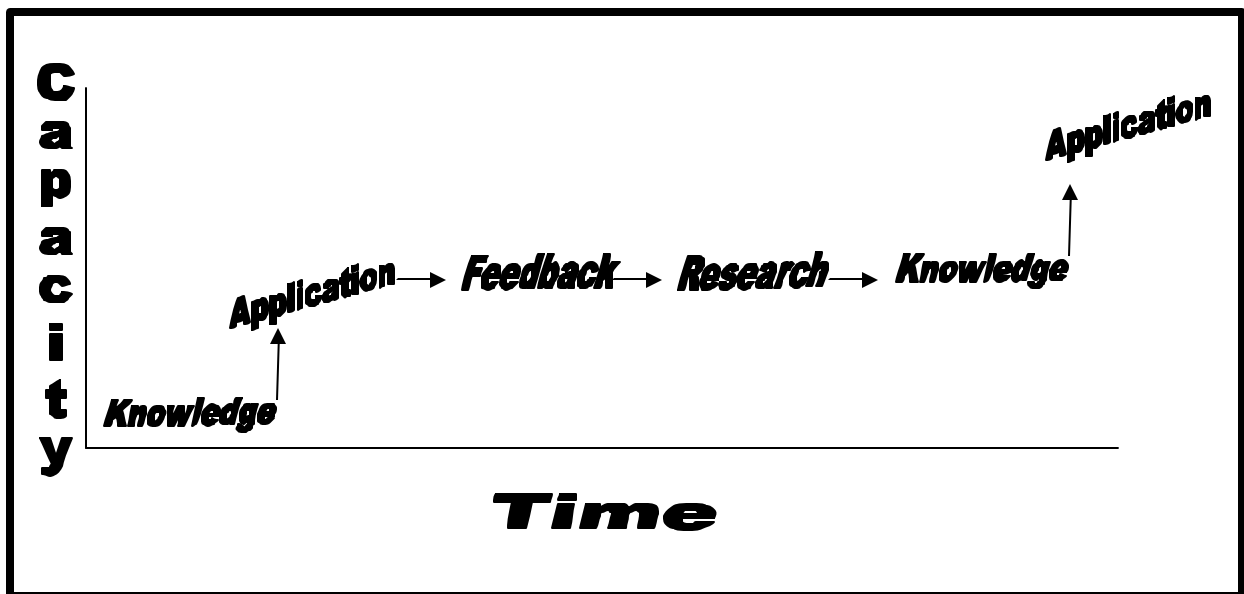 Capacity
Application
Application
Feedback
Research
Knowledge
Knowledge
Time